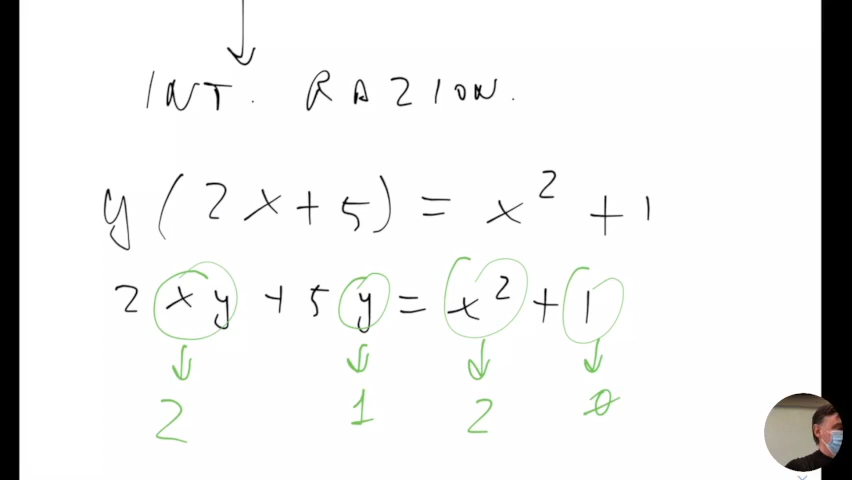 INT. RAZION.
y(2x+5) = x² + 1
2xy + 5y = x² + 1
2 1 2 0